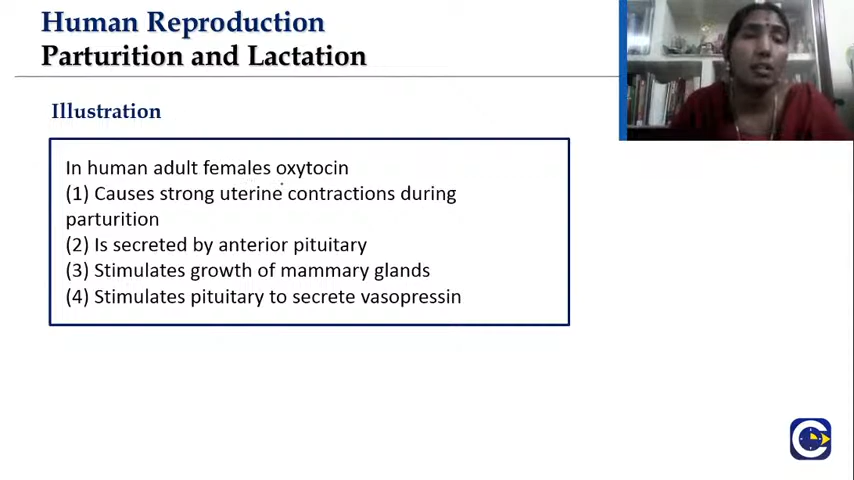 Human Reproduction
Parturition and Lactation
Illustration
In human adult females oxytocin
(1) Causes strong uterine contractions during
parturition
(2) Is secreted by anterior pituitary
(3) Stimulates growth of mammary glands
(4) Stimulates pituitary to secrete vasopressin